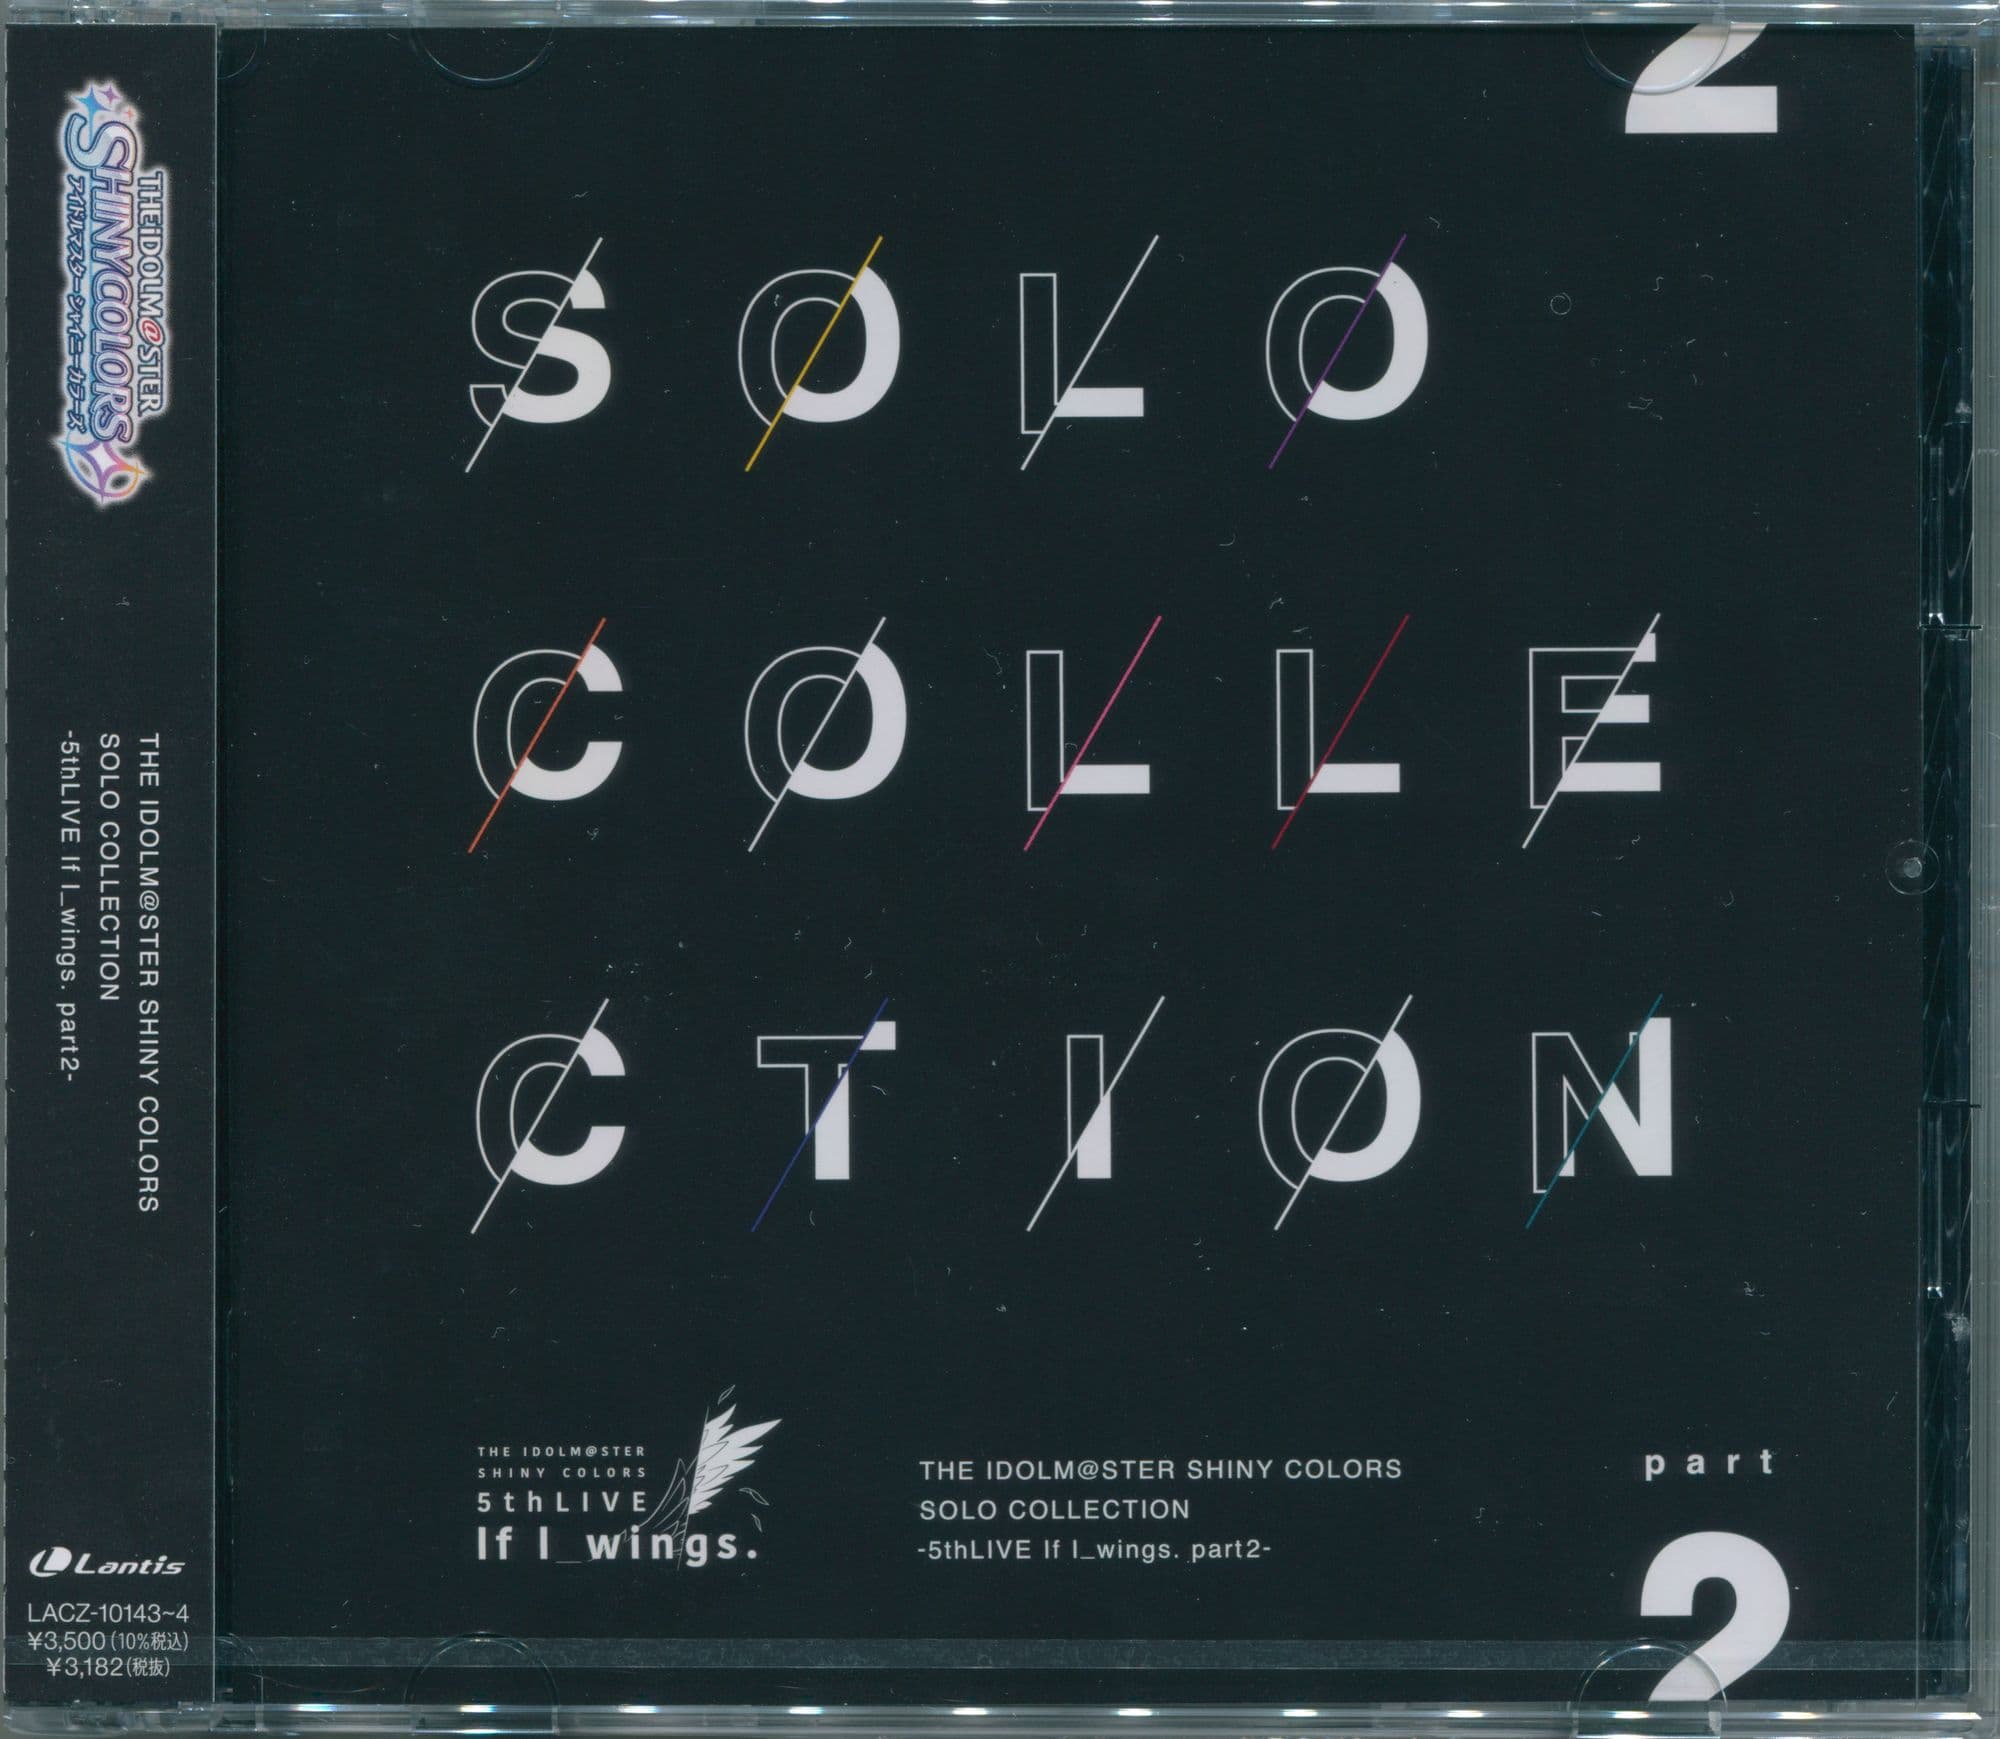 THE iDOLM@STER
SHINY COLORS
アイドルマスター シャイニーカラーズ
THE IDOLM@STER SHINY COLORS
SOLO COLLECTION
-5thLIVE If I_wings. part2-
Lantis
LACZ-10143~4
¥3,500(10%税込)
¥3,182(税抜)
2
SOLO
COLLE
CTION
THE IDOLM@STER
SHINY COLORS
5thLIVE
If I_wings.
THE IDOLM@STER SHINY COLORS
SOLO COLLECTION
-5thLIVE If I_wings. part2-
part
2